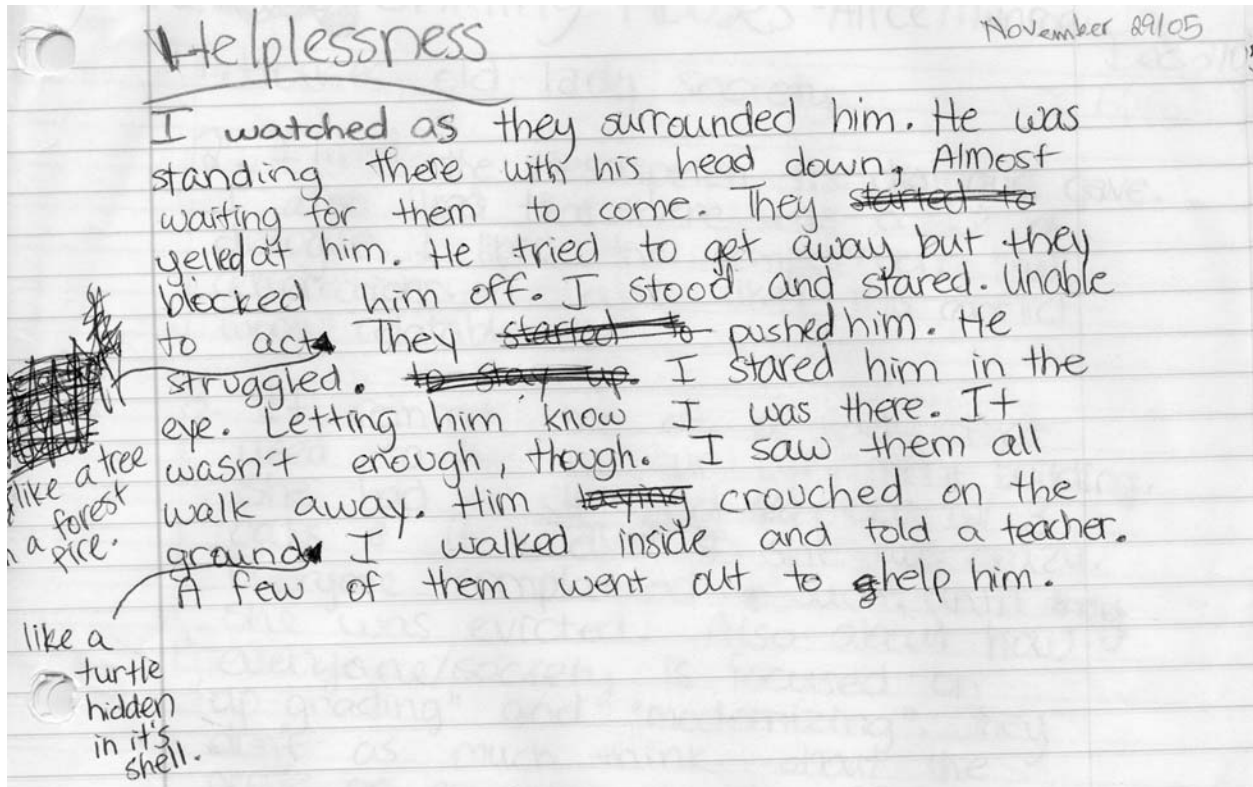 Helplessness
November 29/05
I watched as they surrounded him. He was
standing there with his head down, Almost
waiting for them to come. They started to
yelled at him. He tried to get away but they
blocked him off. I stood and stared. Unable
to act They started to pushed him. He
struggled. to stay up. I stared him in the
eye. Letting him know I was there. It
wasn't enough, though. I saw them all
walk away. Him laying crouched on the
ground I walked inside and told a teacher.
A few of them went out to help him.
like a tree
a forest
fire.
like a
turtle
hidden
in it's
shell.